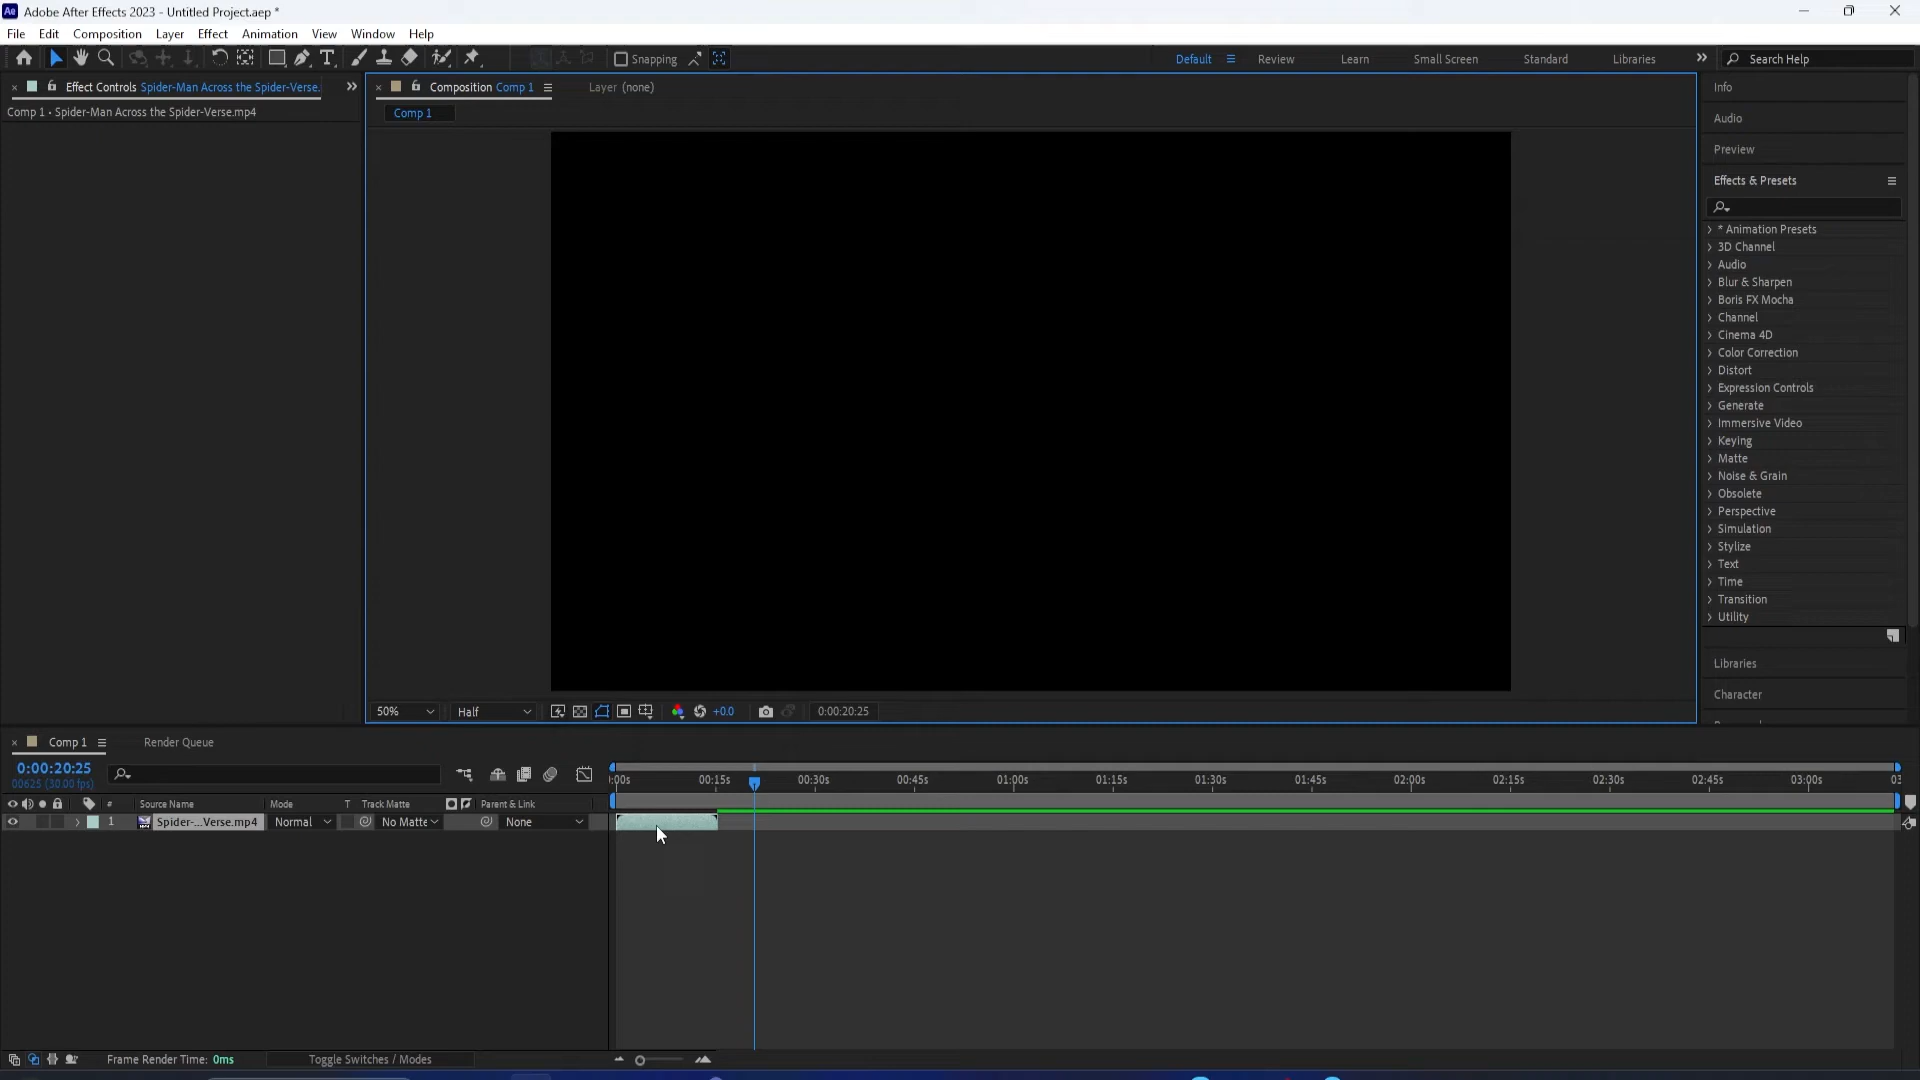 Ae Adobe After Effects 2023 - Untitled Project.aep *
File Edit Composition Layer Effect Animation View Window Help
Snapping Default Review Learn Small Screen Standard Libraries Search Help
Effect Controls Spider-Man Across the Spider-Verse.
Composition Comp 1
Layer (none)
Comp 1 • Spider-Man Across the Spider-Verse.mp4
Comp 1
Info
Audio
Preview
Effects & Presets
* Animation Presets
3D Channel
Audio
Blur & Sharpen
Boris FX Mocha
Channel
Cinema 4D
Color Correction
Distort
Expression Controls
Generate
Immersive Video
Keying
Matte
Noise & Grain
Obsolete
Perspective
Simulation
Stylize
Text
Time
Transition
Utility
Libraries
Character
50% Half +0.0 0:00:20:25
Comp 1 Render Queue
0:00:20:25
00625 (30.00 fps)
):00s 00:15s 00:30s 00:45s 01:00s 01:15s 01:30s 01:45s 02:00s 02:15s 02:30s 02:45s 03:00s 03
# Source Name Mode T Track Matte Parent & Link
1 Spider-...Verse.mp4 Normal No Matte None
Frame Render Time: 0ms Toggle Switches / Modes